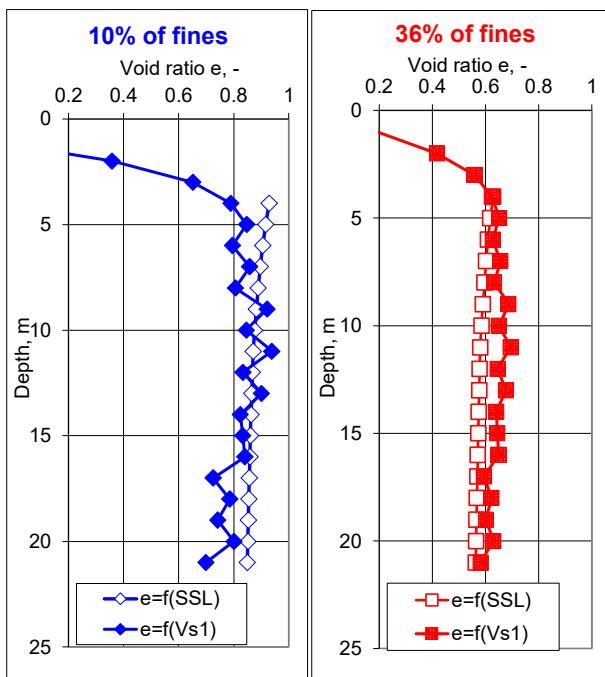 10% of fines
Void ratio e, -
0.2 0.4 0.6 0.8 1
0
5
10
15
20
25
Depth, m
e=f(SSL)
e=f(Vs1)
36% of fines
Void ratio e, -
0.2 0.4 0.6 0.8 1
0
5
10
15
20
25
Depth, m
e=f(SSL)
e=f(Vs1)